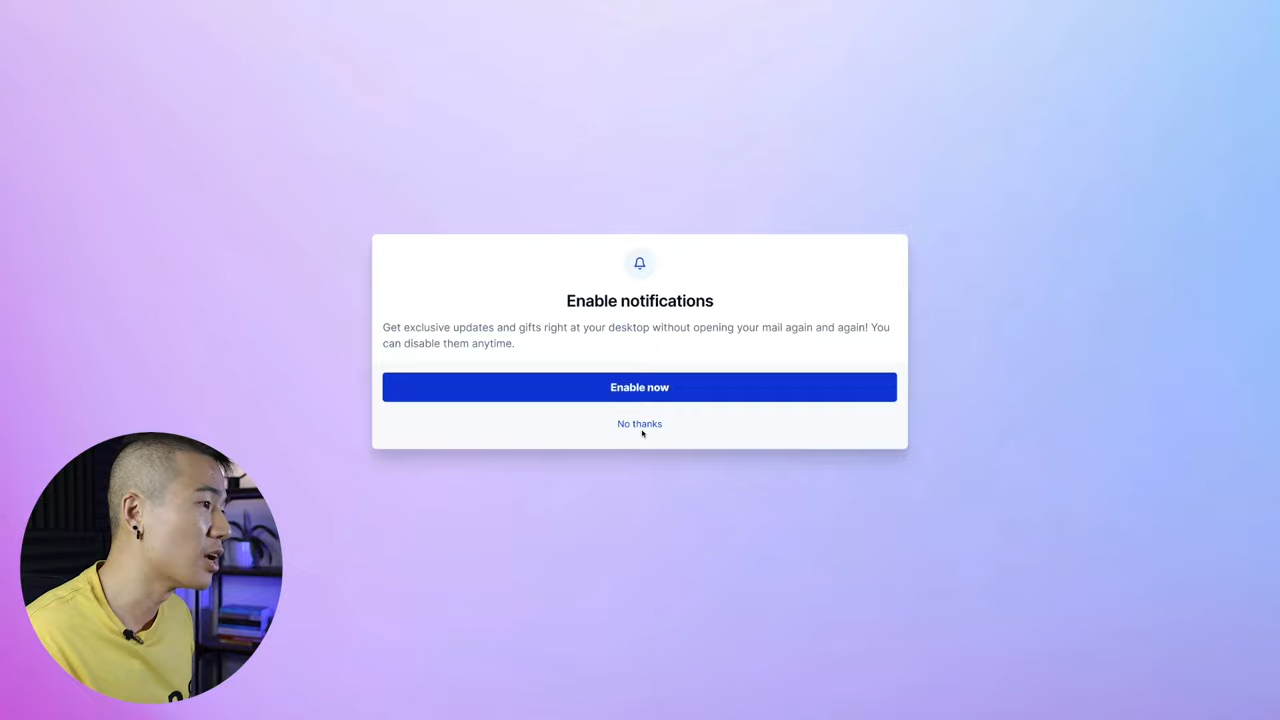 Enable notifications
Get exclusive updates and gifts right at your desktop without opening your mail again and again! You
can disable them anytime.
Enable now
No thanks